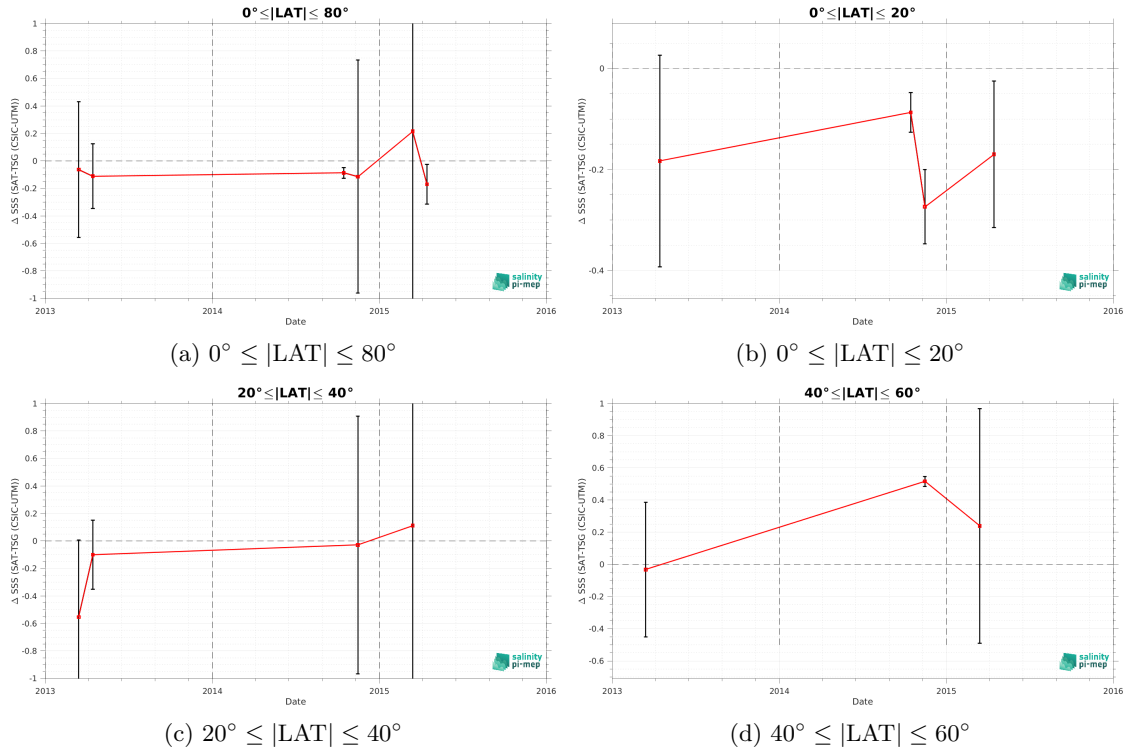 0°≤|LAT|≤ 80°
Δ SSS (SAT-TSG (CSIC-UTM))
1
0.8
0.6
0.4
0.2
0
-0.2
-0.4
-0.6
-0.8
-1
2013
2014
2015
2016
Date
salinity
pi-mep
(a) 0° ≤ |LAT| ≤ 80°
0°≤|LAT|≤ 20°
Δ SSS (SAT-TSG (CSIC-UTM))
0
-0.2
-0.4
2013
2014
2015
2016
Date
salinity
pi-mep
(b) 0° ≤ |LAT| ≤ 20°
20°≤|LAT|≤ 40°
Δ SSS (SAT-TSG (CSIC-UTM))
1
0.8
0.6
0.4
0.2
0
-0.2
-0.4
-0.6
-0.8
-1
2013
2014
2015
2016
Date
salinity
pi-mep
(c) 20° ≤ |LAT| ≤ 40°
40°≤|LAT|≤ 60°
Δ SSS (SAT-TSG (CSIC-UTM))
1
0.8
0.6
0.4
0.2
0
-0.2
-0.4
-0.6
2013
2014
2015
2016
Date
salinity
pi-mep
(d) 40° ≤ |LAT| ≤ 60°